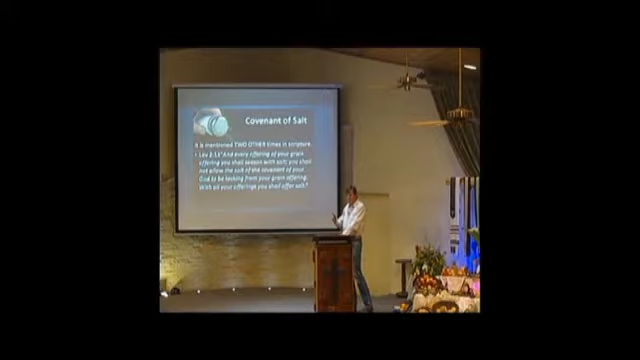 Covenant of Salt
It is mentioned TWO OTHER times in scripture.
• Lev 2:13"And every offering of your grain
offering you shall season with salt; you shall
not allow the salt of the covenant of your
God to be lacking from your grain offering.
With all your offerings you shall offer salt.